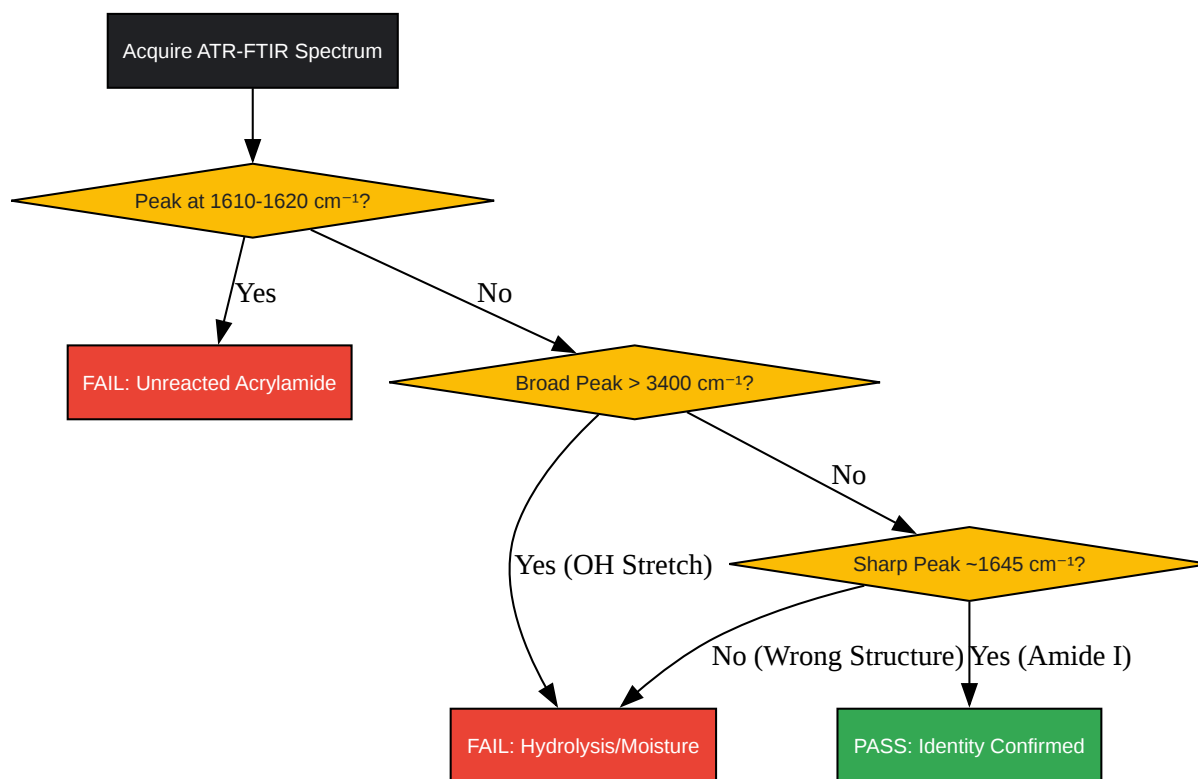 Acquire ATR-FTIR Spectrum
Peak at 1610-1620 cm⁻¹?
Yes
No
FAIL: Unreacted Acrylamide
Broad Peak > 3400 cm⁻¹?
Yes (OH Stretch)
No
Sharp Peak ~1645 cm⁻¹?
No (Wrong Structure)
Yes (Amide I)
FAIL: Hydrolysis/Moisture
PASS: Identity Confirmed